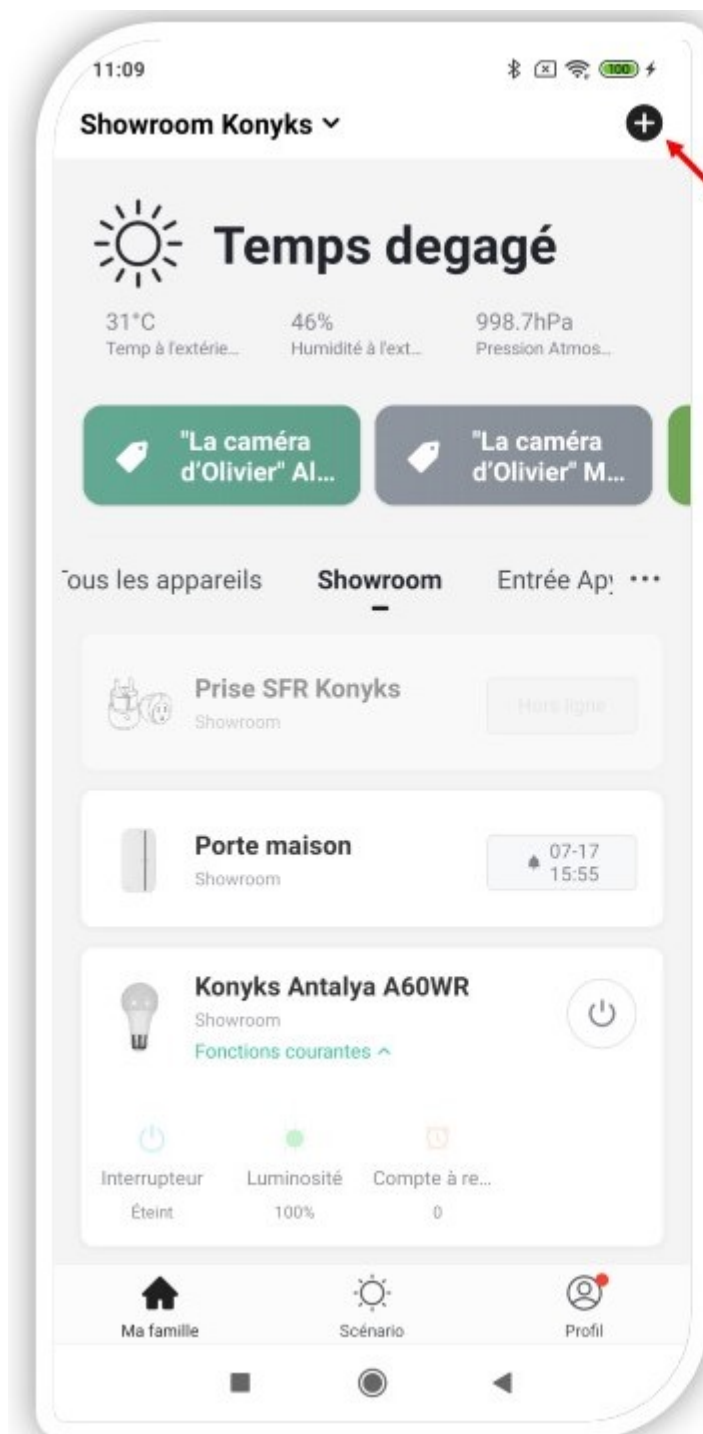 11:09
100
Showroom Konyks
Temps degagé
31°C
46%
998.7hPa
Temp à l'extérie...
Humidité à l'ext...
Pression Atmos...
"La caméra
d'Olivier" Al...
"La caméra
d'Olivier" M...
Tous les appareils
Showroom
Entrée Apy
Prise SFR Konyks
Showroom
Hors ligne
Porte maison
Showroom
07-17
15:55
Konyks Antalya A60WR
Showroom
Fonctions courantes
Interrupteur
Luminosité
Compte à re...
Éteint
100%
0
Ma famille
Scénario
Profil